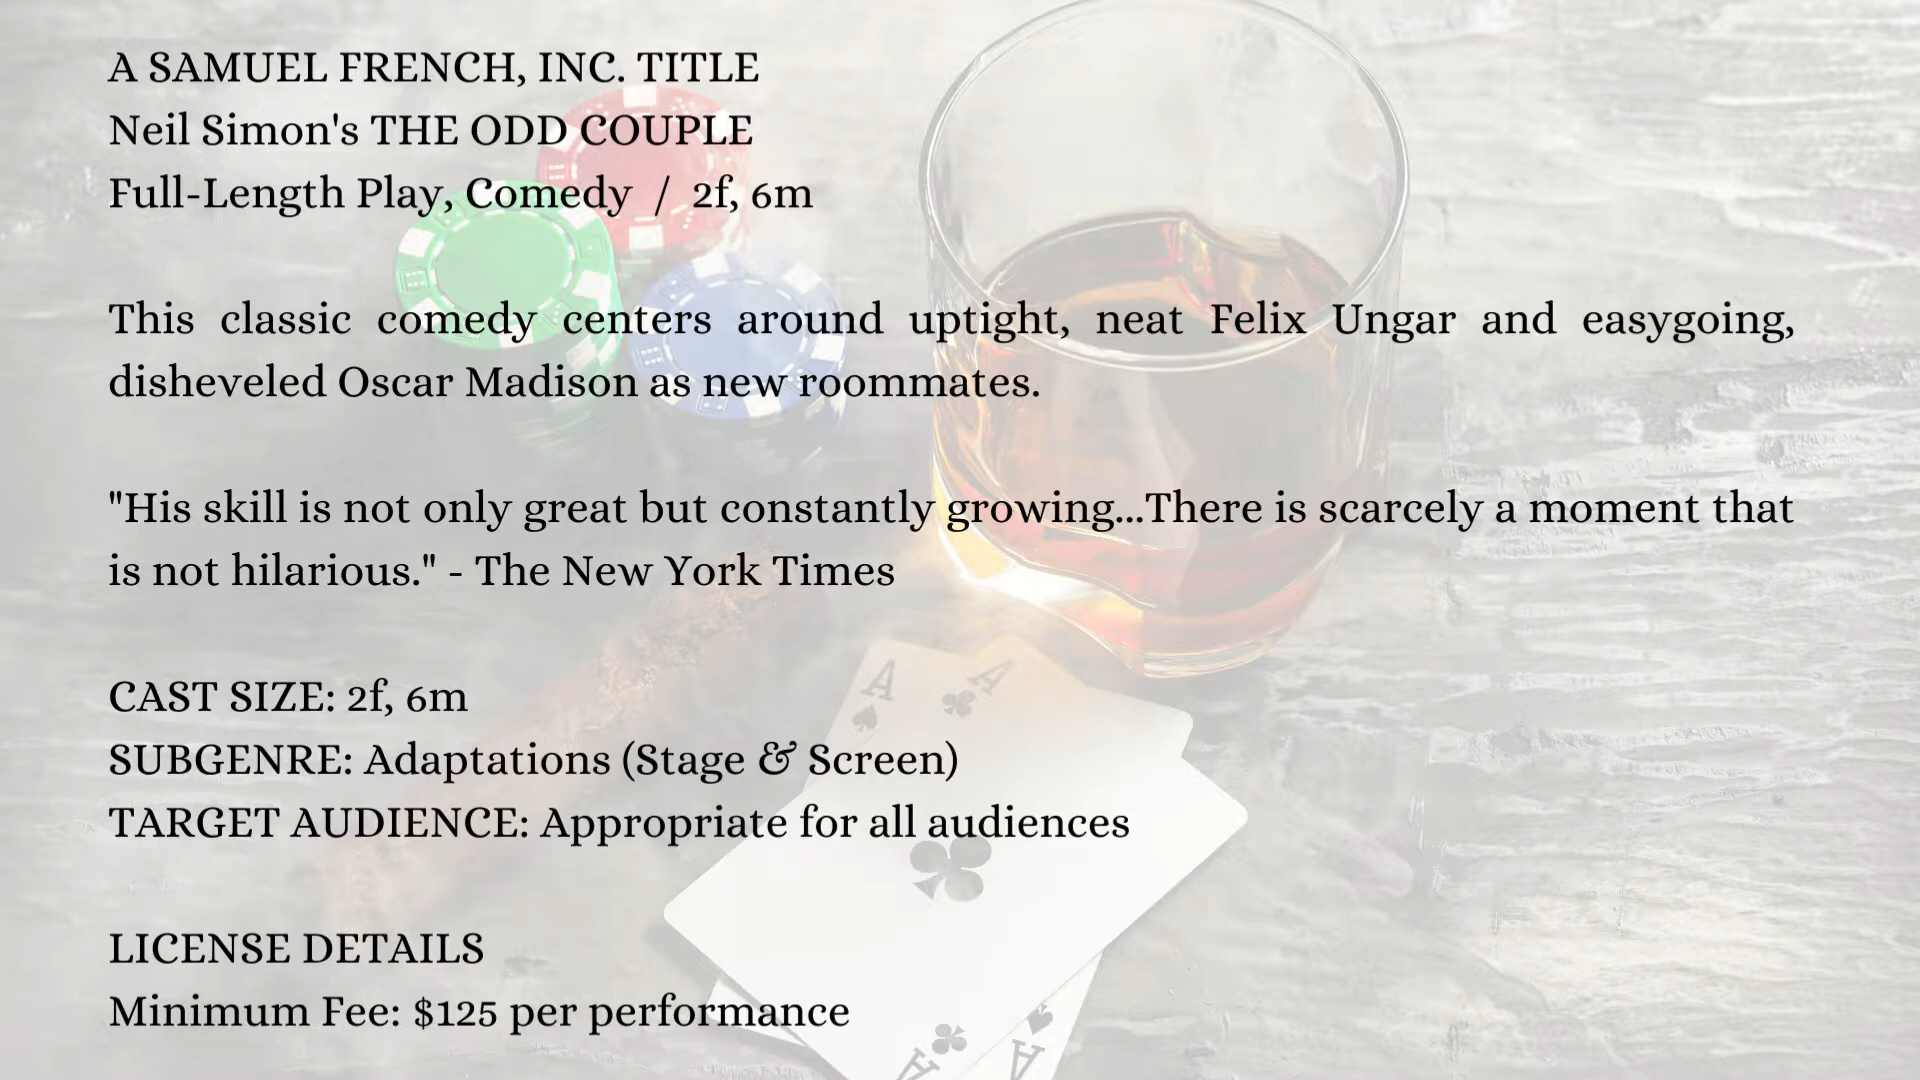 A SAMUEL FRENCH, INC. TITLE
Neil Simon's THE ODD COUPLE
Full-Length Play, Comedy / 2f, 6m
This classic comedy centers around uptight, neat Felix Ungar and easygoing,
disheveled Oscar Madison as new roommates.
"His skill is not only great but constantly growing...There is scarcely a moment that
is not hilarious." - The New York Times
A A
CAST SIZE: 2f, 6m
SUBGENRE: Adaptations (Stage & Screen)
TARGET AUDIENCE: Appropriate for all audiences
LICENSE DETAILS
Minimum Fee: $125 per performance
A A